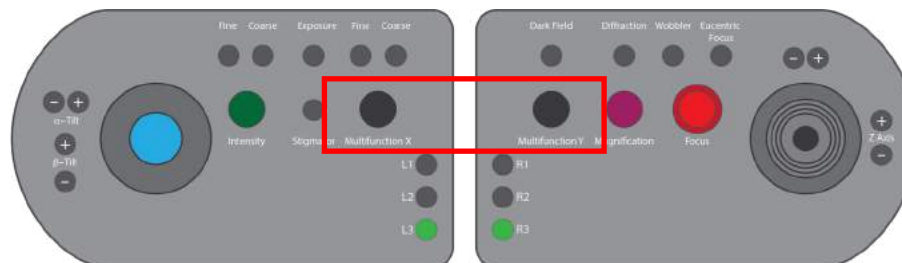 Fine Coarse Exposure Fine Coarse
Dark Field Diffraction Wobbler Eucentric
Focus
α-Tilt
β-Tilt
Intensity Stigmator Multifunction X
Multifunction Y Magnification Focus
Z Axis
L1 R1
L2 R2
L3 R3